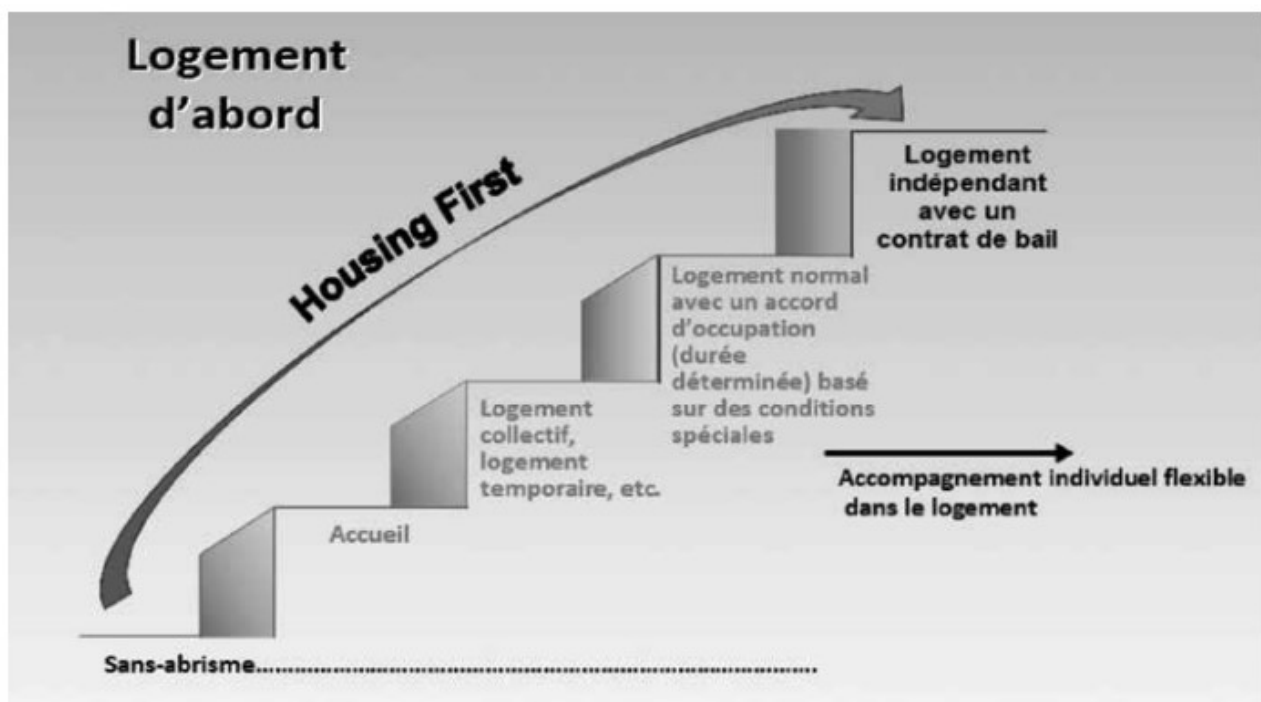 Logement
d'abord
Housing First
Logement
indépendant
avec un
contrat de bail
Logement normal
avec un accord
d'occupation
(durée
déterminée) basé
sur des conditions
spéciales
Logement
collectif,
logement
temporaire, etc.
Accueil
Accompagnement individuel flexible
dans le logement
Sans-abrisme................................................................................